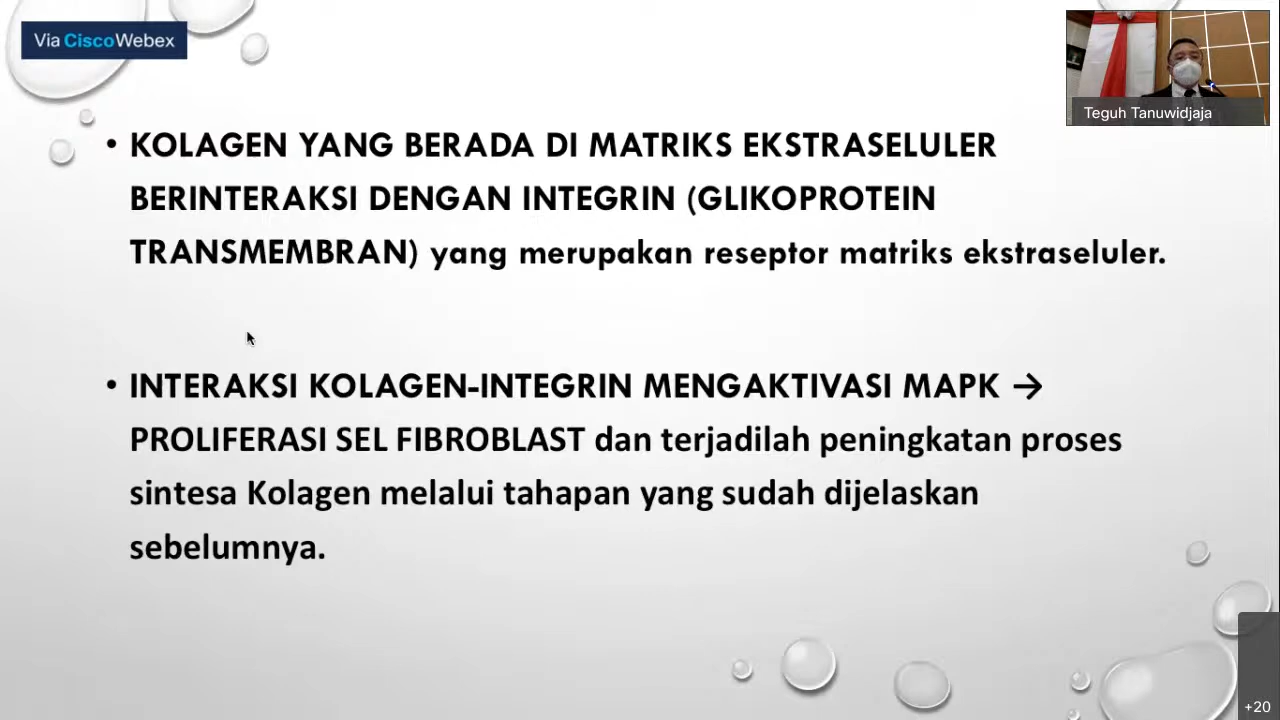 Via CiscoWebex
Teguh Tanuwidjaja
• KOLAGEN YANG BERADA DI MATRIKS EKSTRASELULER
BERINTERAKSI DENGAN INTEGRIN (GLIKOPROTEIN
TRANSMEMBRAN) yang merupakan reseptor matriks ekstraseluler.
• INTERAKSI KOLAGEN-INTEGRIN MENGAKTIVASI MAPK →
PROLIFERASI SEL FIBROBLAST dan terjadilah peningkatan proses
sintesa Kolagen melalui tahapan yang sudah dijelaskan
sebelumnya.
+20